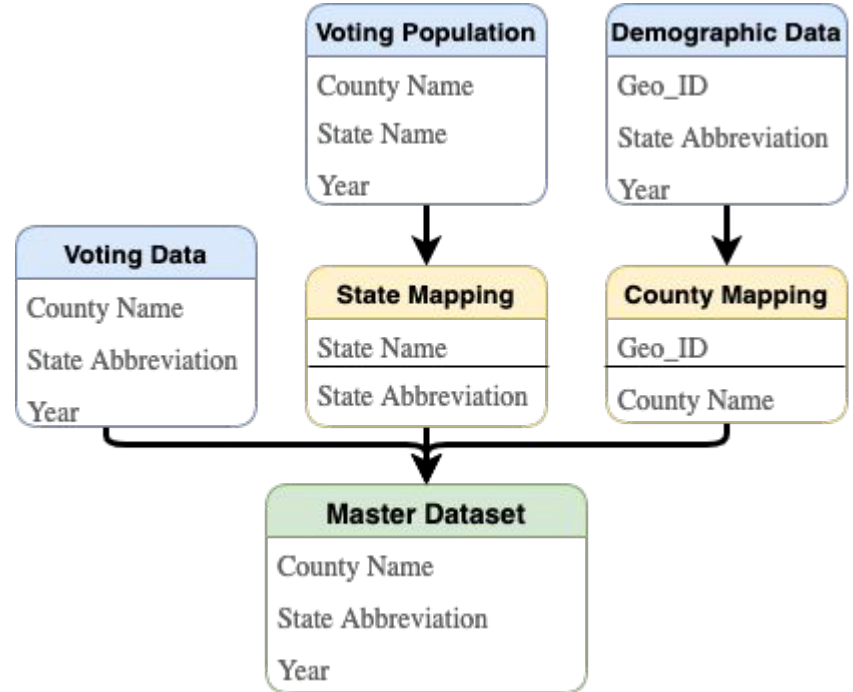 Voting Population
County Name
State Name
Year
Demographic Data
Geo_ID
State Abbreviation
Year
Voting Data
County Name
State Abbreviation
Year
State Mapping
State Name
State Abbreviation
County Mapping
Geo_ID
County Name
Master Dataset
County Name
State Abbreviation
Year